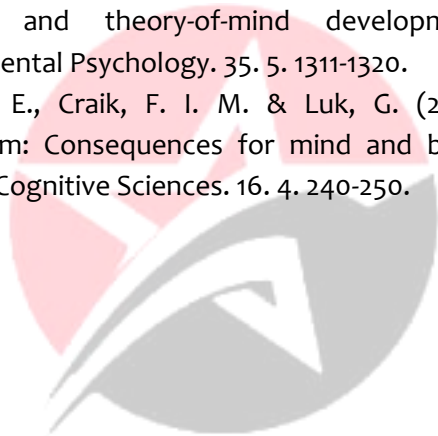 and theory-of-mind developm
ental Psychology. 35. 5. 1311-1320.
E., Craik, F. I. M. & Luk, G. (2
m: Consequences for mind and b
Cognitive Sciences. 16. 4. 240-250.